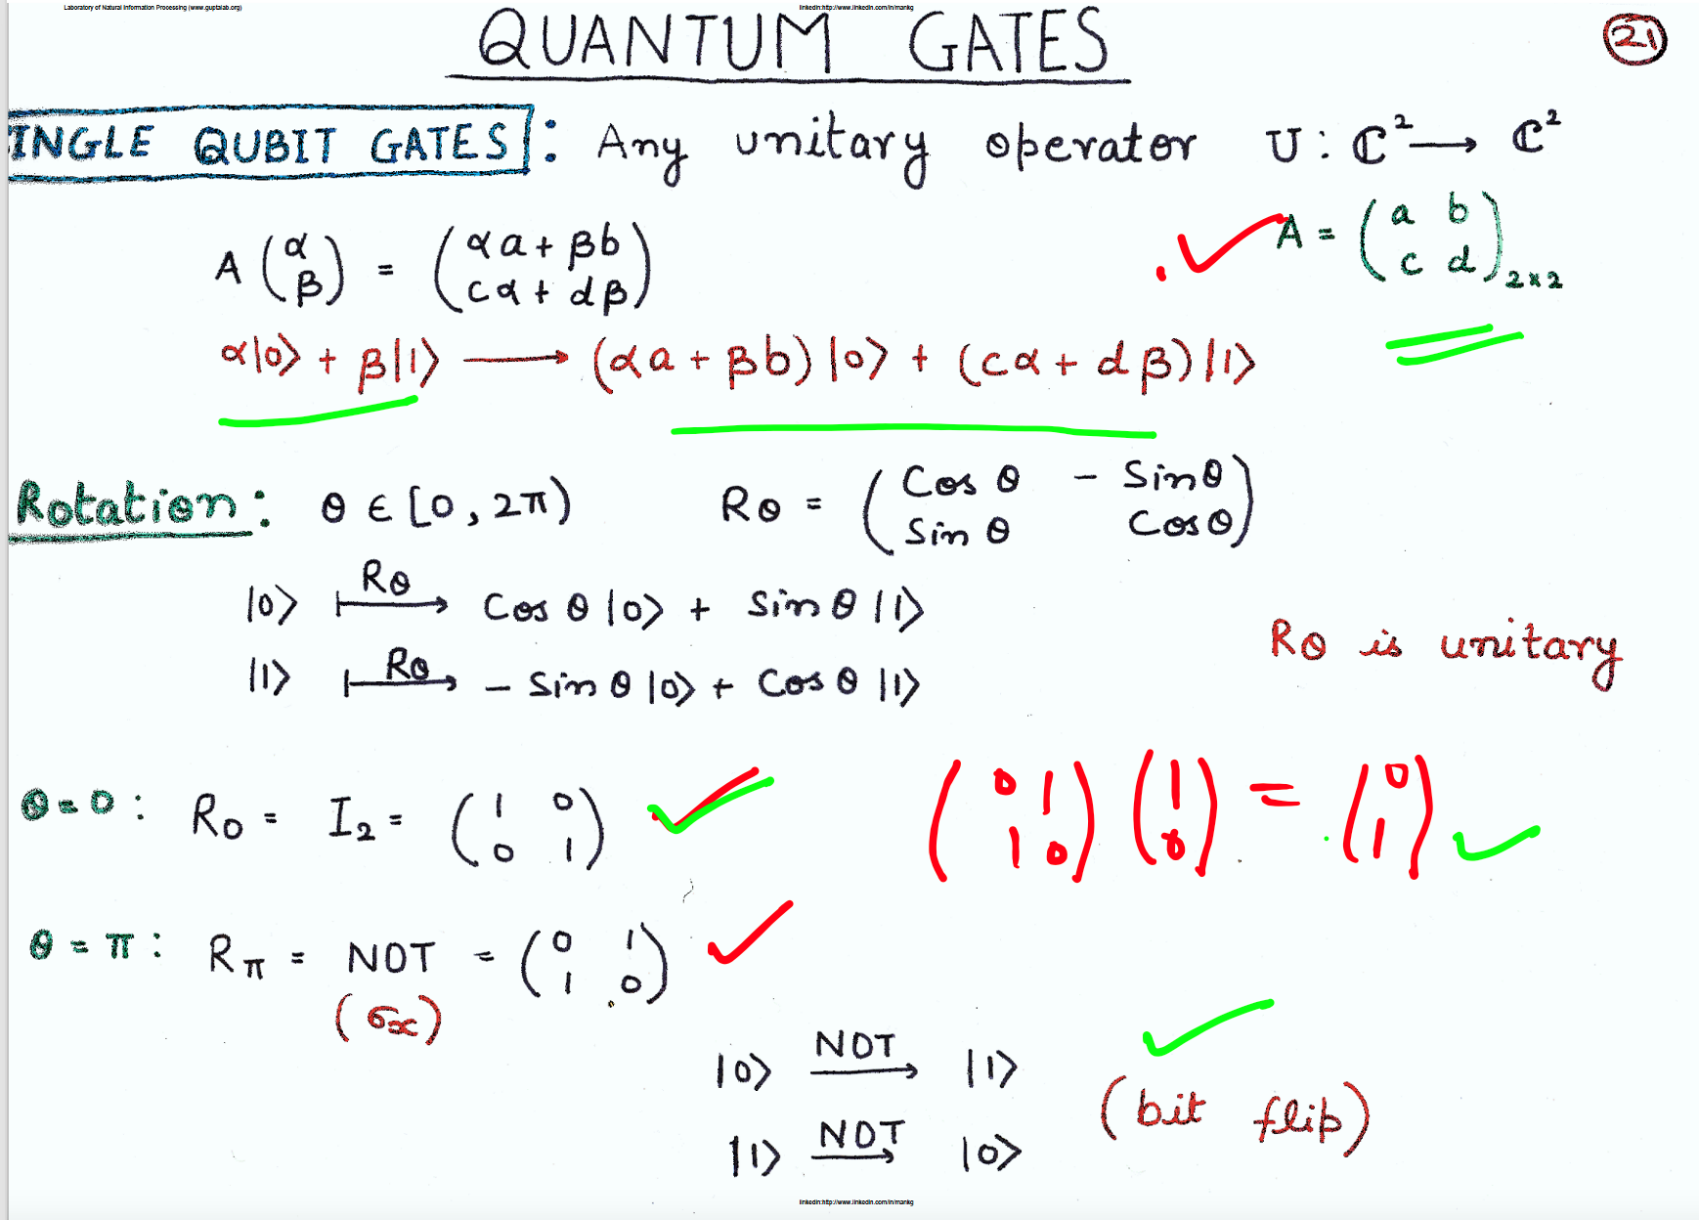 Laboratory of Natural Information Processing (www.guptalab.org)
linkedin:http://www.linkedin.com/in/mankg
QUANTUM GATES
21
INGLE QUBIT GATES : Any unitary operator U : ℂ² → ℂ²
A = (a b; c d)₂ₓ₂
A (α; β) = (αa + βb; cα + dβ)
α|0⟩ + β|1⟩ → (αa + βb)|0⟩ + (cα + dβ)|1⟩
Rotation : θ ∈ [0, 2π) Rθ = (Cos θ - Sinθ; Sin θ Cosθ)
|0⟩ ↦ Rθ Cos θ |0⟩ + Sin θ |1⟩
Rθ is unitary
|1⟩ ↦ Rθ - Sin θ |0⟩ + Cos θ |1⟩
θ = 0 : R₀ = I₂ = (1 0; 0 1)
(0 1; 1 0) (1; 0) = (0; 1)
θ = π : Rπ = NOT = (0 1; 1 0)
(σx)
|0⟩ NOT → |1⟩
(bit flip)
|1⟩ NOT → |0⟩
linkedin:http://www.linkedin.com/in/mankg